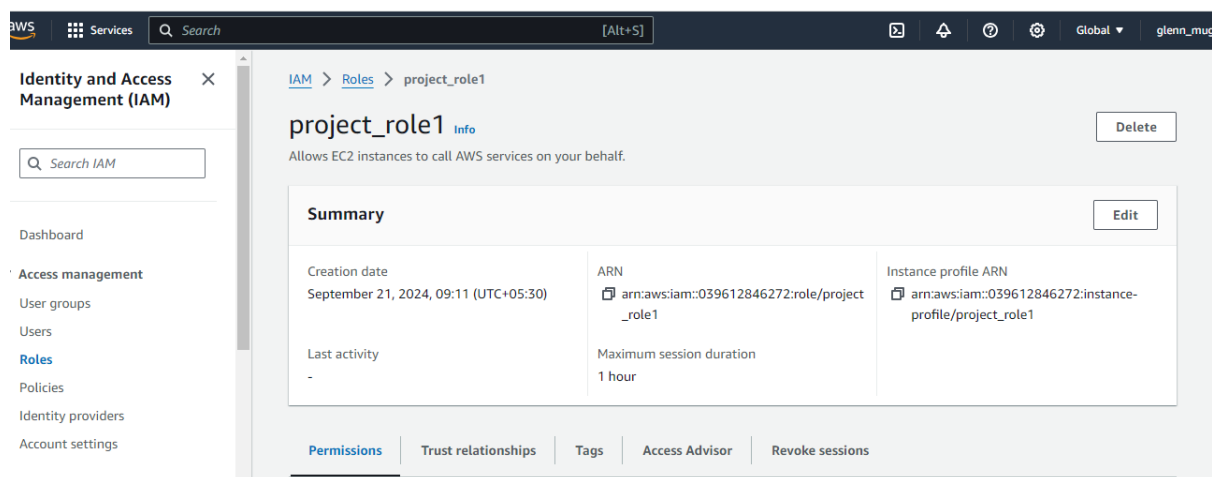 aws Services Search [Alt+S] Global glenn_mug
Identity and Access
Management (IAM)
Search IAM
Dashboard
Access management
User groups
Users
Roles
Policies
Identity providers
Account settings
IAM > Roles > project_role1
project_role1 Info
Delete
Allows EC2 instances to call AWS services on your behalf.
Summary
Edit
Creation date
September 21, 2024, 09:11 (UTC+05:30)
ARN
arn:aws:iam::039612846272:role/project
_role1
Instance profile ARN
arn:aws:iam::039612846272:instance-
profile/project_role1
Last activity
-
Maximum session duration
1 hour
Permissions Trust relationships Tags Access Advisor Revoke sessions